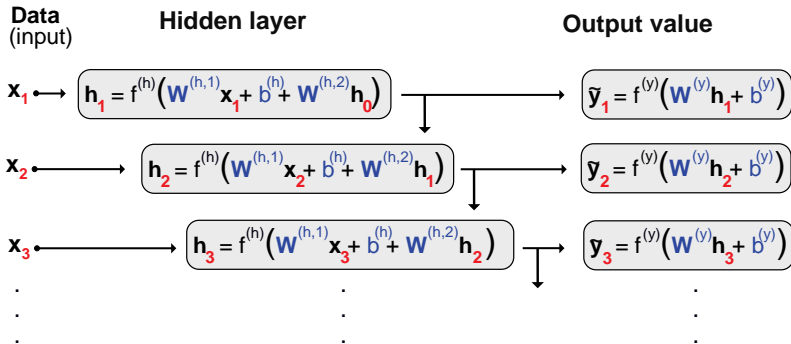 Data Hidden layer Output value
(input)
x₁ h₁ = f⁽ʰ⁾(W⁽ʰ,¹⁾x₁ + b⁽ʰ⁾ + W⁽ʰ,²⁾h₀) ỹ₁ = f⁽ʸ⁾(W⁽ʸ⁾h₁ + b⁽ʸ⁾)
x₂ h₂ = f⁽ʰ⁾(W⁽ʰ,¹⁾x₂ + b⁽ʰ⁾ + W⁽ʰ,²⁾h₁) ỹ₂ = f⁽ʸ⁾(W⁽ʸ⁾h₂ + b⁽ʸ⁾)
x₃ h₃ = f⁽ʰ⁾(W⁽ʰ,¹⁾x₃ + b⁽ʰ⁾ + W⁽ʰ,²⁾h₂) ỹ₃ = f⁽ʸ⁾(W⁽ʸ⁾h₃ + b⁽ʸ⁾)
. . .
. . .
. . .